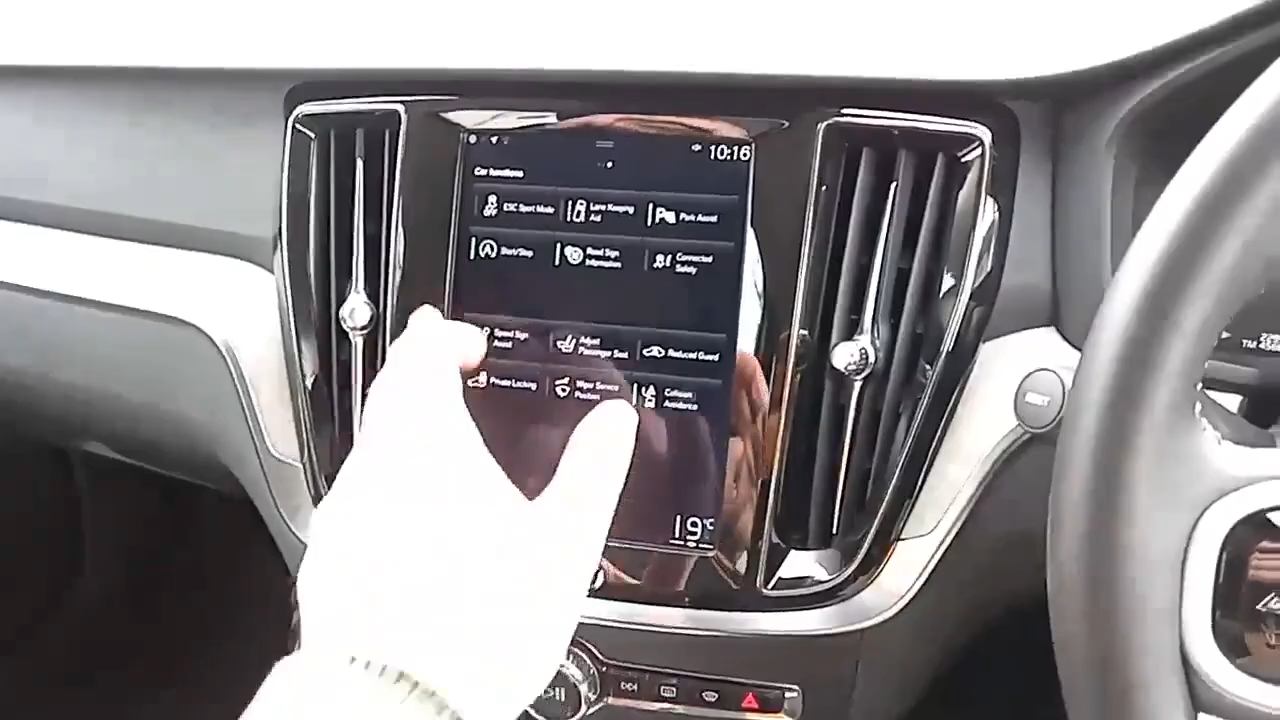 10:16
Car functions
ESC Sport Mode
Lane Keeping
Aid
Park Assist
Start/Stop
Road Sign
Information
Connected
Safety
Speed Sign
Assist
Adjust
Passenger Seat
Reduced Guard
Private Locking
Wiper Service
Position
Collision
Avoidance
19°C
TM